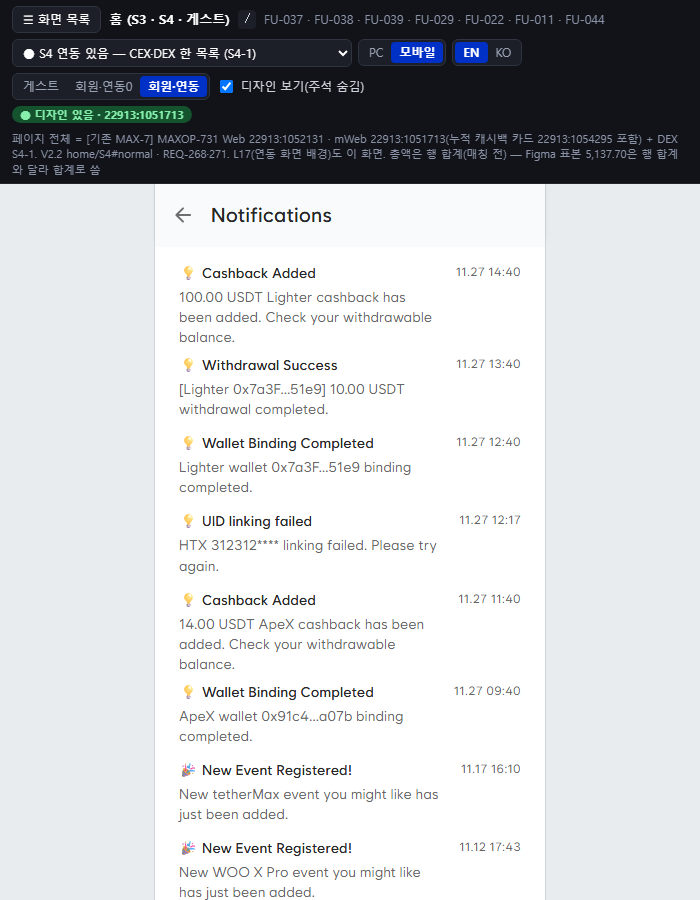 ☰ 화면 목록 홈 (S3 · S4 · 게스트) / FU-037 · FU-038 · FU-039 · FU-029 · FU-022 · FU-011 · FU-044
● S4 연동 있음 — CEX·DEX 한 목록 (S4-1) PC 모바일 EN KO
게스트 회원·연동0 회원·연동 디자인 보기(주석 숨김)
● 디자인 있음 · 22913:1051713
페이지 전체 = [기존 MAX-7] MAXOP-731 Web 22913:1052131 · mWeb 22913:1051713(누적 캐시백 카드 22913:1054295 포함) + DEX
S4-1. V2.2 home/S4#normal · REQ-268·271. L17(연동 화면 배경)도 이 화면. 총액은 행 합계(매칭 전) — Figma 표본 5,137.70은 행 합계
와 달라 합계로 씀
← Notifications
Cashback Added 11.27 14:40
100.00 USDT Lighter cashback has
been added. Check your withdrawable
balance.
Withdrawal Success 11.27 13:40
[Lighter 0x7a3F...51e9] 10.00 USDT
withdrawal completed.
Wallet Binding Completed 11.27 12:40
Lighter wallet 0x7a3F...51e9 binding
completed.
UID linking failed 11.27 12:17
HTX 312312**** linking failed. Please try
again.
Cashback Added 11.27 11:40
14.00 USDT ApeX cashback has been
added. Check your withdrawable
balance.
Wallet Binding Completed 11.27 09:40
ApeX wallet 0x91c4...a07b binding
completed.
New Event Registered! 11.17 16:10
New tetherMax event you might like has
just been added.
New Event Registered! 11.12 17:43
New WOO X Pro event you might like
has just been added.